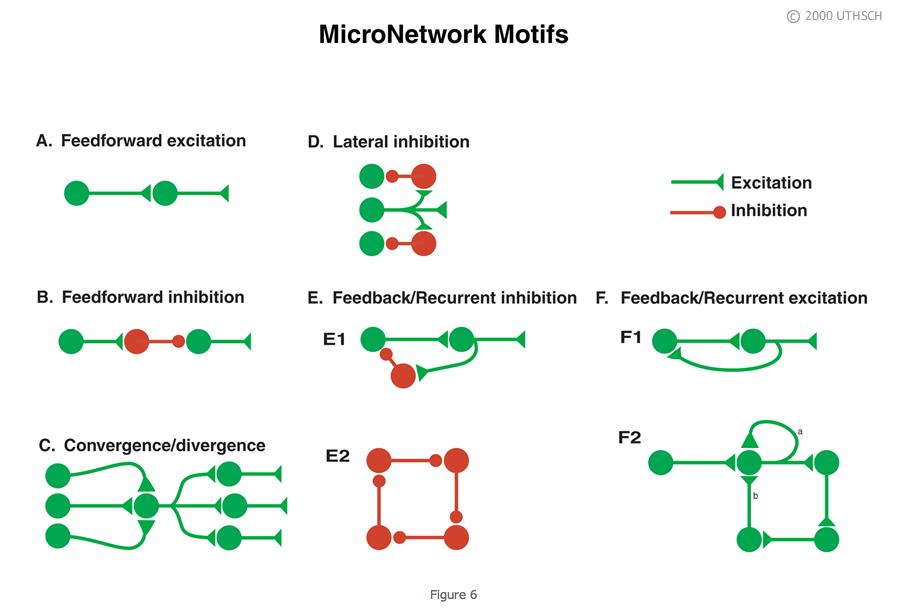 © 2000 UTHSCH
MicroNetwork Motifs
A. Feedforward excitation
D. Lateral inhibition
Excitation
Inhibition
B. Feedforward inhibition
E. Feedback/Recurrent inhibition
F. Feedback/Recurrent excitation
E1
F1
C. Convergence/divergence
E2
F2
a
b
Figure 6